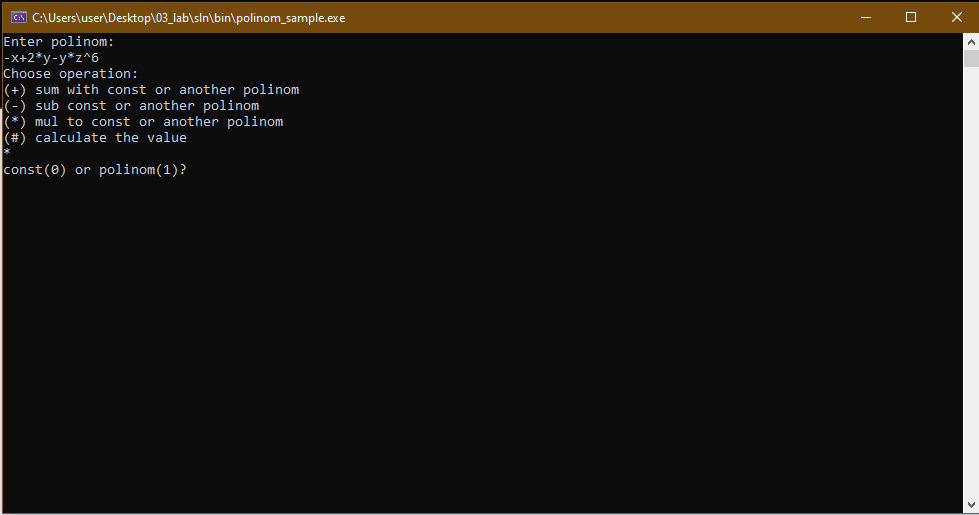 C:\Users\user\Desktop\03_lab\sln\bin\polinom_sample.exe
Enter polinom:
-x+2*y-y*z^6
Choose operation:
(+) sum with const or another polinom
(-) sub const or another polinom
(*) mul to const or another polinom
(#) calculate the value
*
const(0) or polinom(1)?